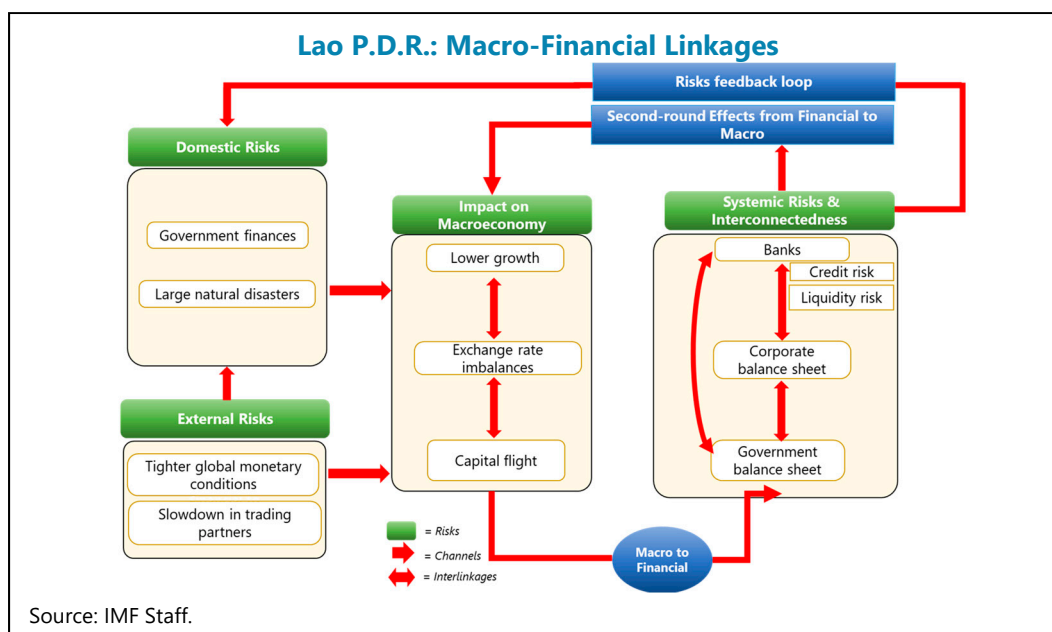 Lao P.D.R.: Macro-Financial Linkages
Risks feedback loop
Second-round Effects from Financial to
Macro
Domestic Risks
Government finances
Large natural disasters
External Risks
Tighter global monetary
conditions
Slowdown in trading
partners
Impact on
Macroeconomy
Lower growth
Exchange rate
imbalances
Capital flight
Systemic Risks &
Interconnectedness
Banks
Credit risk
Liquidity risk
Corporate
balance sheet
Government
balance sheet
= Risks
= Channels
= Interlinkages
Macro to
Financial
Source: IMF Staff.